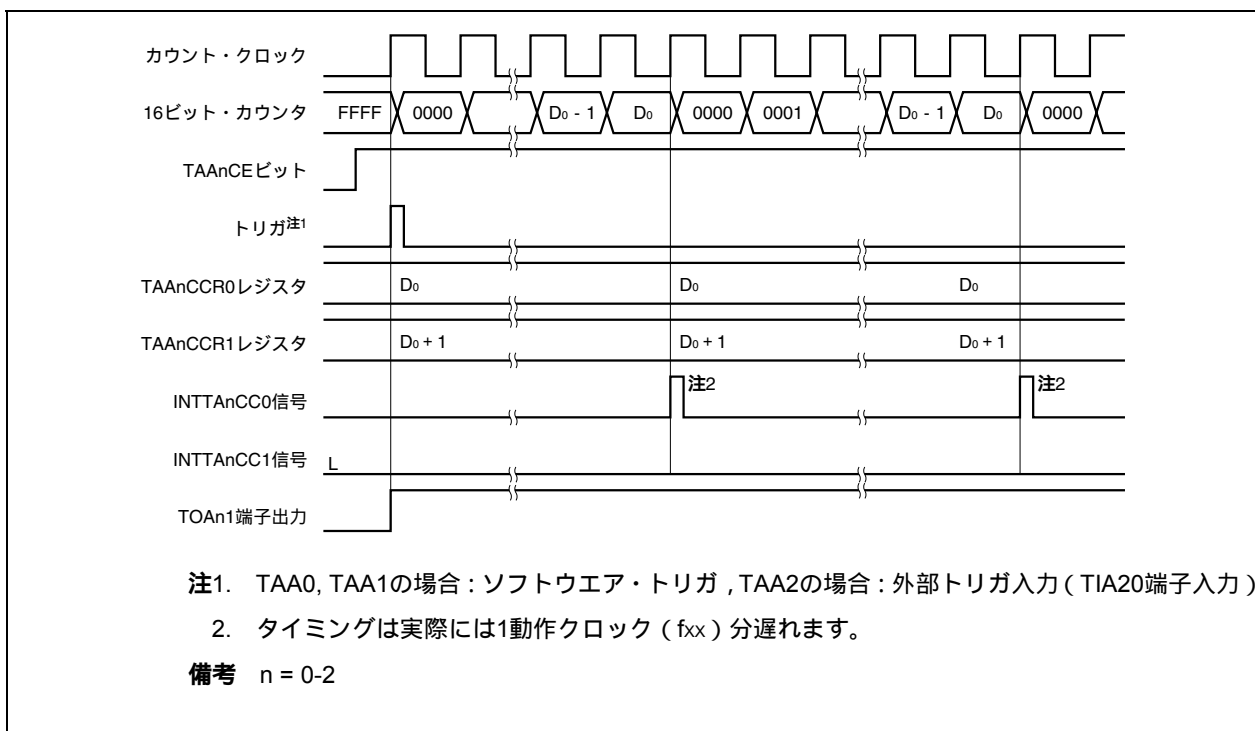 カウント・クロック
16ビット・カウンタ FFFF 0000 D0 - 1 D0 0000 0001 D0 - 1 D0 0000
TAAnCEビット
トリガ注1
TAAnCCR0レジスタ D0 D0 D0
TAAnCCR1レジスタ D0 + 1 D0 + 1 D0 + 1
INTTAnCC0信号 注2 注2
INTTAnCC1信号 L
TOAn1端子出力
注1. TAA0, TAA1の場合：ソフトウエア・トリガ，TAA2の場合：外部トリガ入力（TIA20端子入力）
2. タイミングは実際には1動作クロック（fxx）分遅れます。
備考 n = 0-2